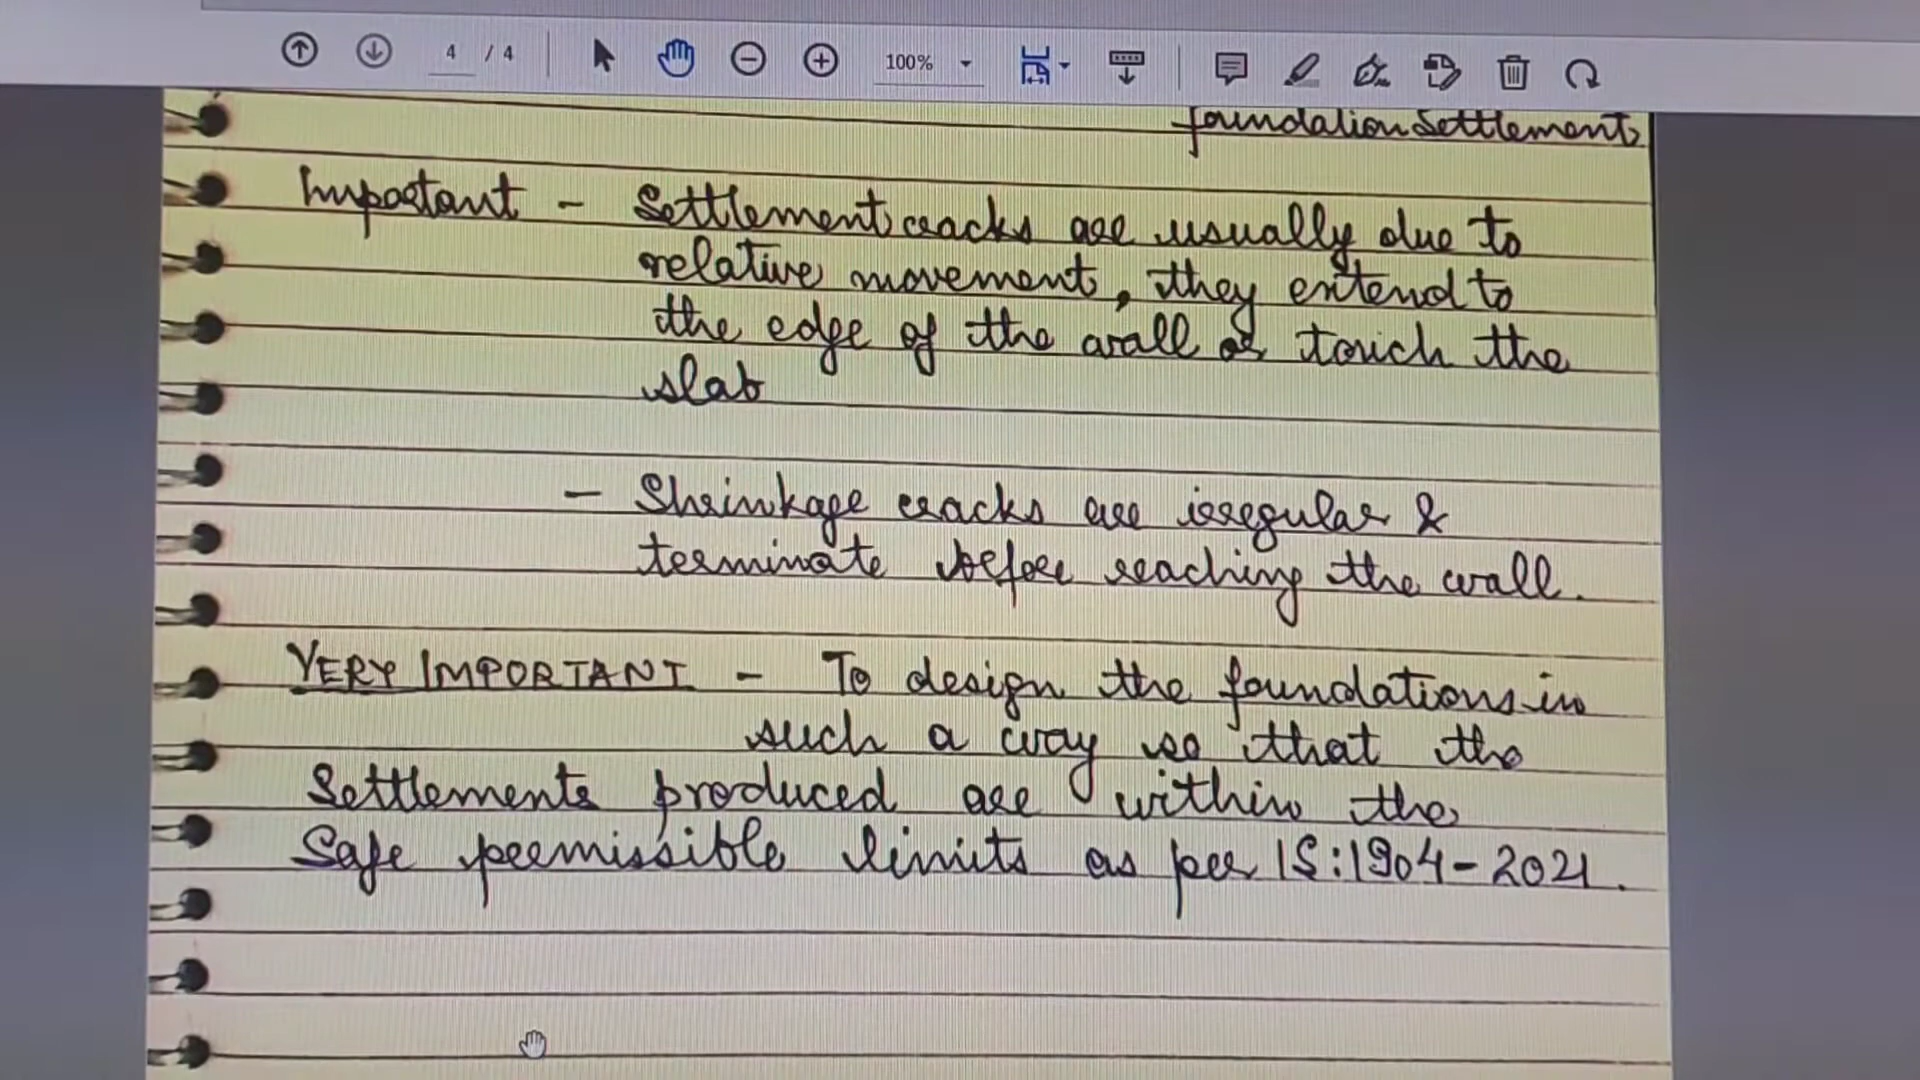 4 / 4 100%
foundation Settlements
Important - Settlement cracks are usually due to
relative movement, they extend to
the edge of the wall or touch the
slab
- Shrinkage cracks are irregular &
terminate before reaching the wall.
VERY IMPORTANT - To design the foundations in
such a way so that the
Settlements produced are within the
Safe permissible limits as per IS:1904-2021.